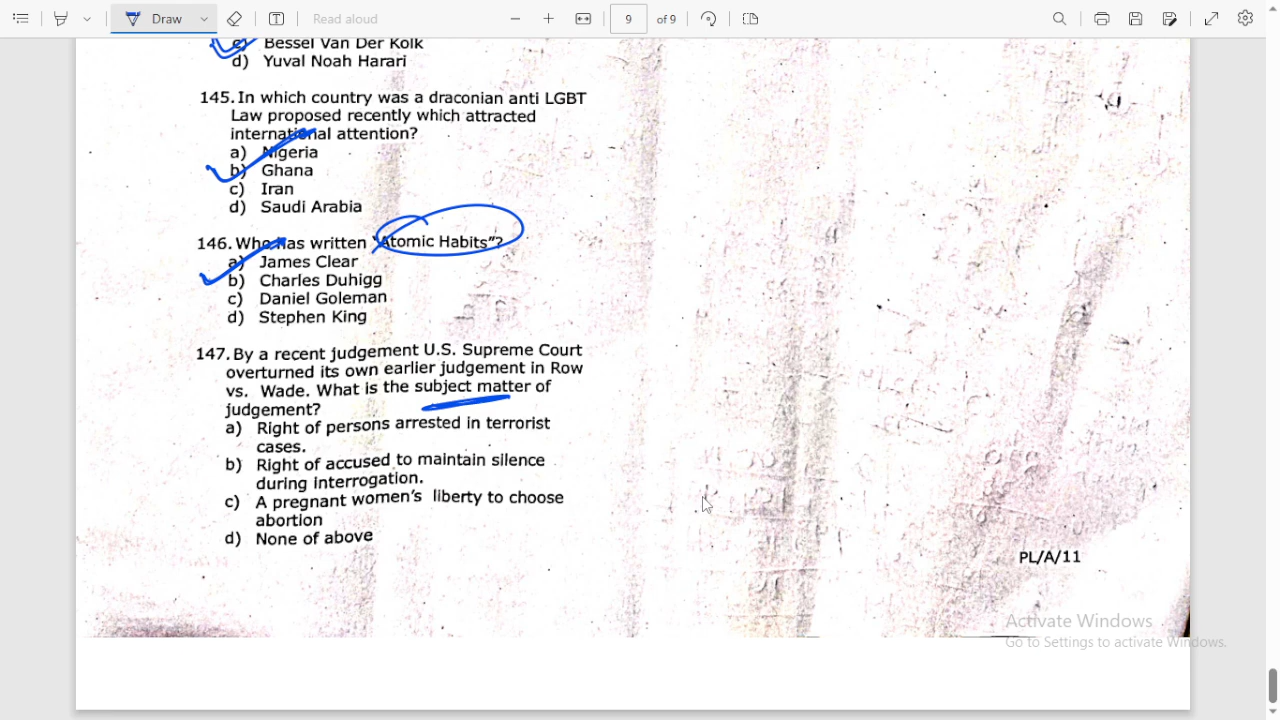 Draw
Read aloud
9
of 9
c) Bessel Van Der Kolk
d) Yuval Noah Harari
145. In which country was a draconian anti LGBT
Law proposed recently which attracted
international attention?
a) Nigeria
b) Ghana
c) Iran
d) Saudi Arabia
146. Who has written "Atomic Habits"?
a) James Clear
b) Charles Duhigg
c) Daniel Goleman
d) Stephen King
147. By a recent judgement U.S. Supreme Court
overturned its own earlier judgement in Row
vs. Wade. What is the subject matter of
judgement?
a) Right of persons arrested in terrorist
cases.
b) Right of accused to maintain silence
during interrogation.
c) A pregnant women's liberty to choose
abortion
d) None of above
PL/A/11
Activate Windows
Go to Settings to activate Windows.